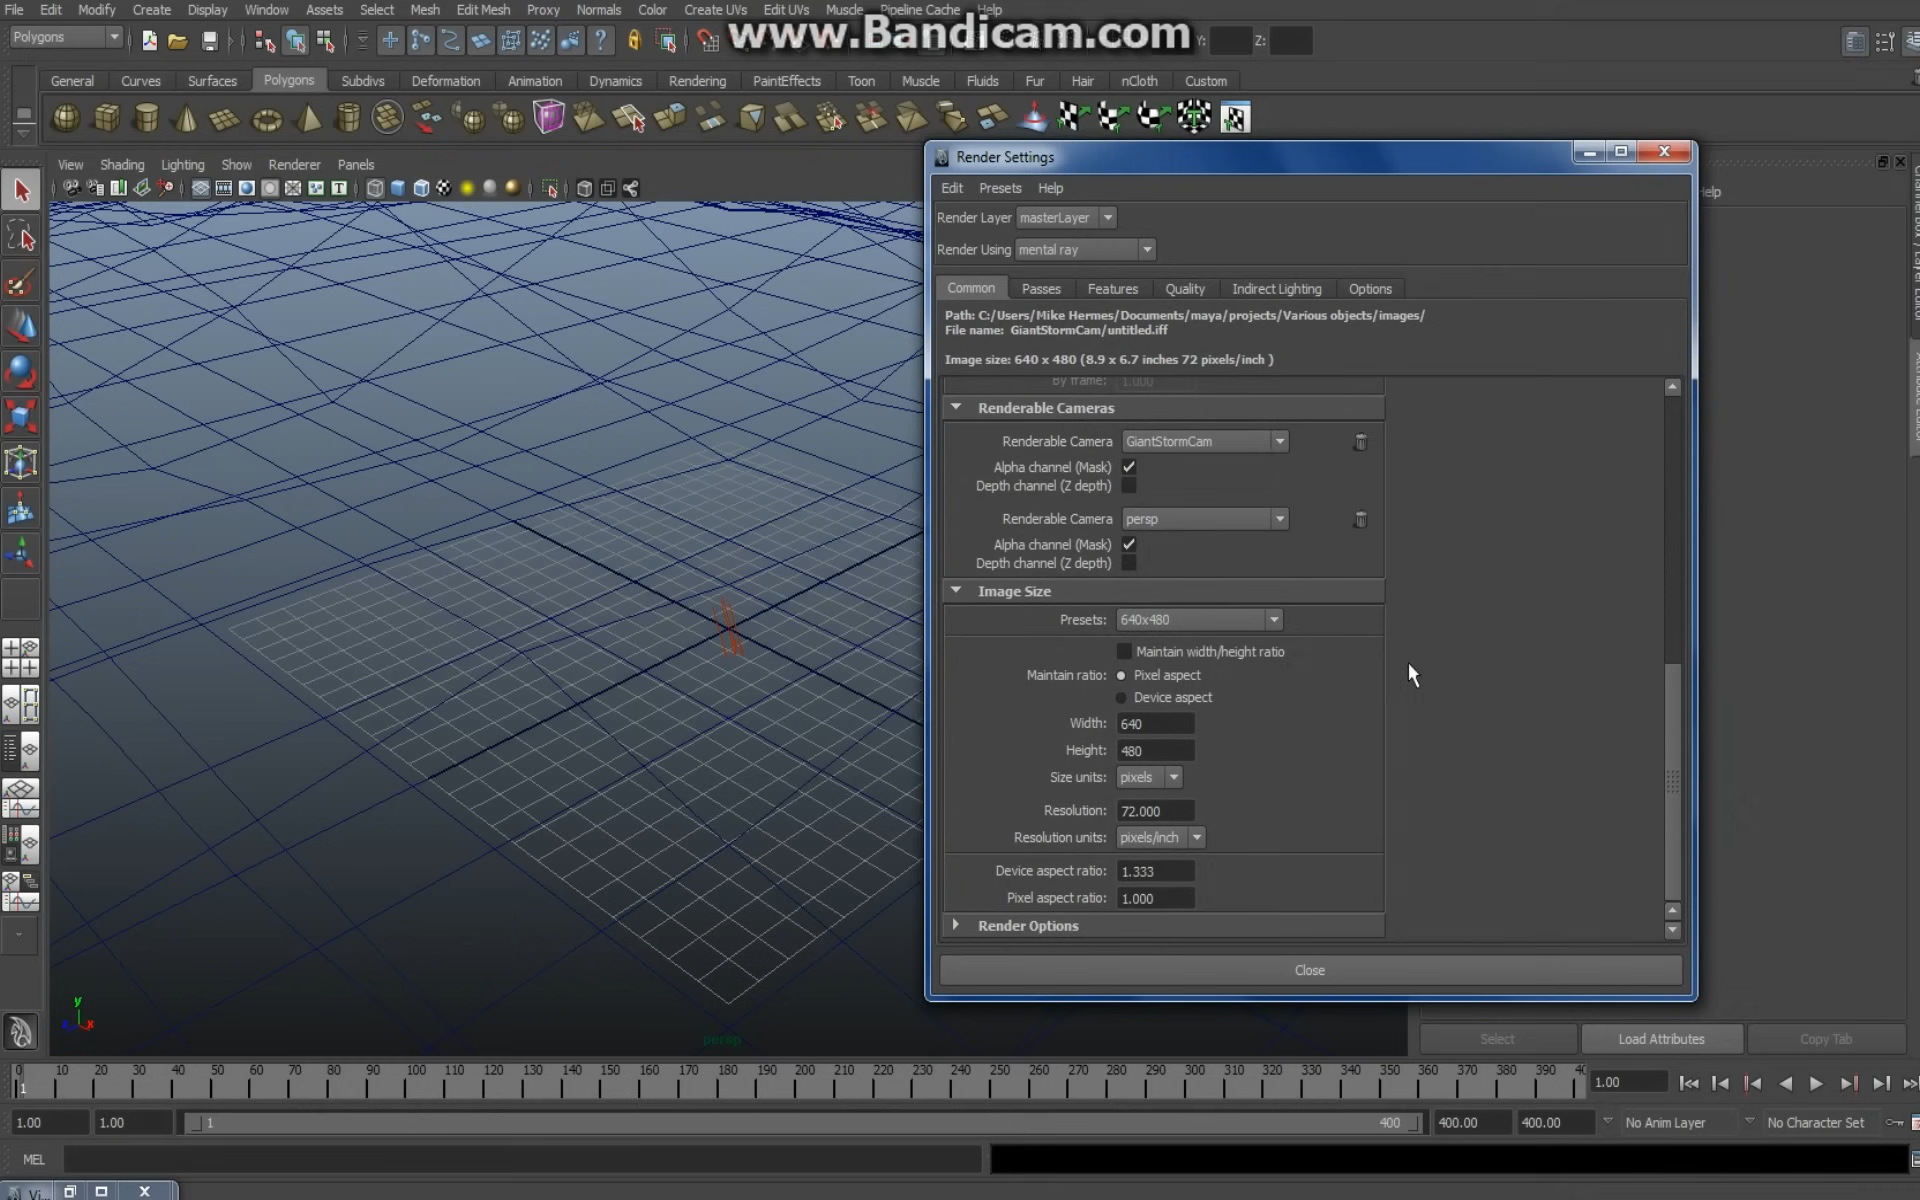 File Edit Modify Create Display Window Assets Select Mesh Edit Mesh Proxy Normals Color Create UVs Edit UVs Muscle Pipeline Cache Help
www.Bandicam.com
Polygons
Y: Z:
General Curves Surfaces Polygons Subdivs Deformation Animation Dynamics Rendering PaintEffects Toon Muscle Fluids Fur Hair nCloth Custom
View Shading Lighting Show Renderer Panels
T
Render Settings
Edit Presets Help
Render Layer masterLayer
Render Using mental ray
Common Passes Features Quality Indirect Lighting Options
Path: C:/Users/Mike Hermes/Documents/maya/projects/Various objects/images/
File name: GiantStormCam/untitled.iff
Image size: 640 x 480 (8.9 x 6.7 inches 72 pixels/inch )
By frame: 1.000
Renderable Cameras
Renderable Camera GiantStormCam
Alpha channel (Mask)
Depth channel (Z depth)
Renderable Camera persp
Alpha channel (Mask)
Depth channel (Z depth)
Image Size
Presets: 640x480
Maintain width/height ratio
Maintain ratio: Pixel aspect
Device aspect
Width: 640
Height: 480
Size units: pixels
Resolution: 72.000
Resolution units: pixels/inch
Device aspect ratio: 1.333
Pixel aspect ratio: 1.000
Render Options
Close
Help
y
x
persp
Select Load Attributes Copy Tab
0 10 20 30 40 50 60 70 80 90 100 110 120 130 140 150 160 170 180 190 200 210 220 230 240 250 260 270 280 290 300 310 320 330 340 350 360 370 380 390 40
1
1.00
1.00 1.00 1 400 400.00 400.00 No Anim Layer No Character Set
MEL
Vi...